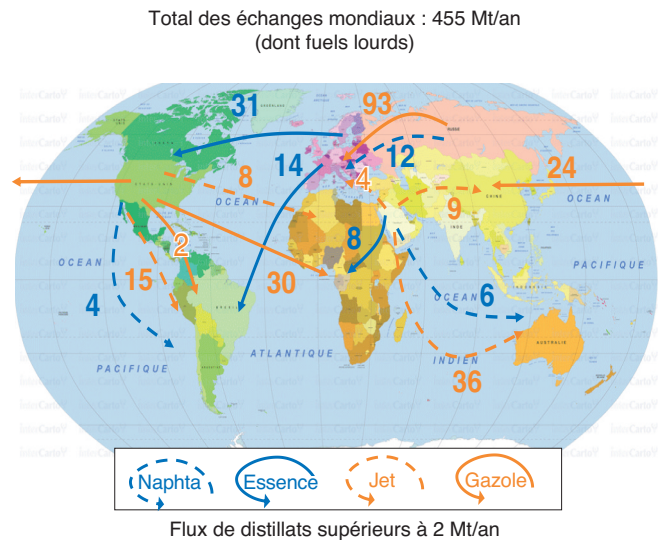 Total des échanges mondiaux : 455 Mt/an
(dont fuels lourds)
31
93
14
12
8
4
24
OCEAN
OCEAN
ETATS-UNIS
CHINE
9
8
2
OCEAN
PACIFIQUE
15
30
4
OCEAN
6
BRESIL
AUSTRALIE
ATLANTIQUE
INDIEN
PACIFIQUE
36
Naphta
Essence
Jet
Gazole
Flux de distillats supérieurs à 2 Mt/an